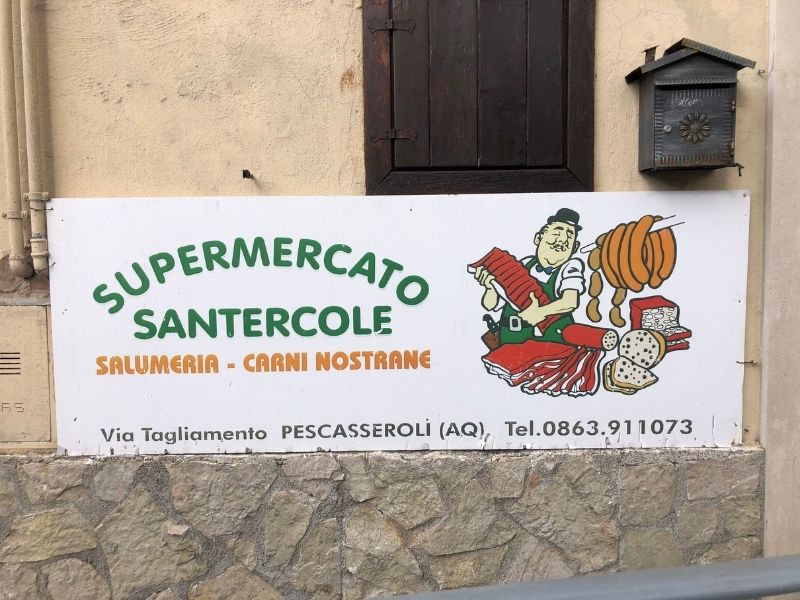 SUPERMERCATO
SANTERCOLE
SALUMERIA - CARNI NOSTRANE
Via Tagliamento PESCASSEROLI (AQ) Tel.0863.911073